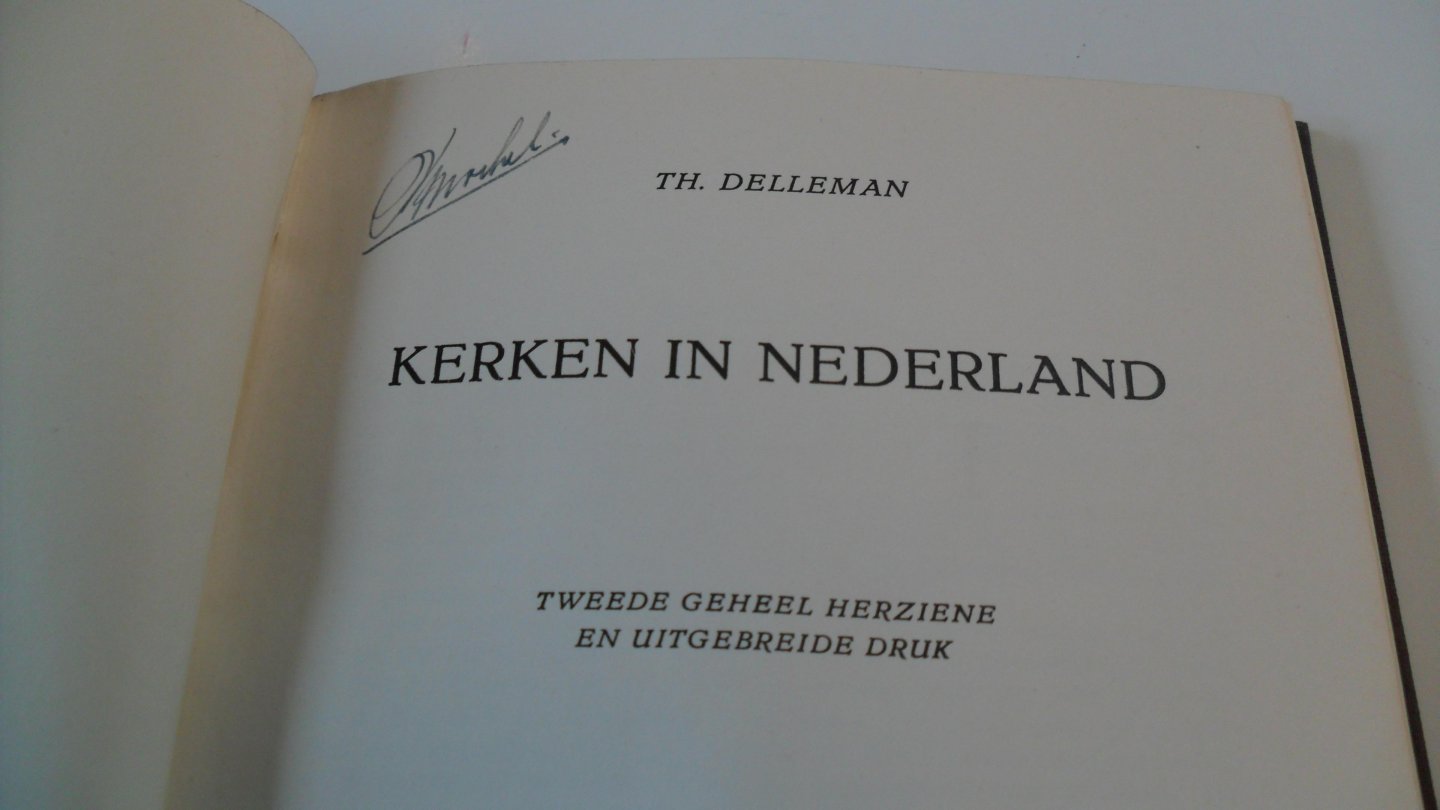 TH. DELLEMAN
KERKEN IN NEDERLAND
TWEEDE GEHEEL HERZIENE
EN UITGEBREIDE DRUK